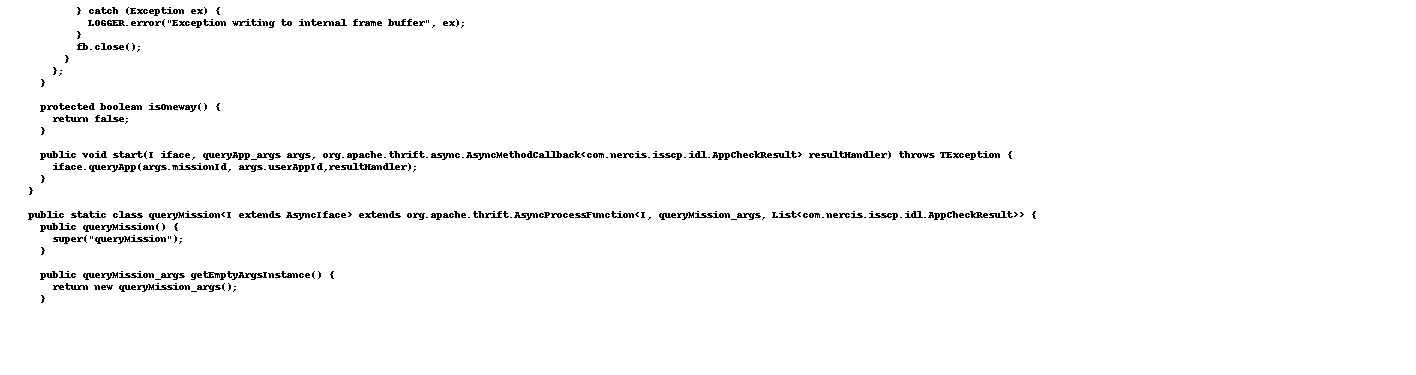 } catch (Exception ex) {
          LOGGER.error("Exception writing to internal frame buffer", ex);
        }
        fb.close();
      }
    };
  }

  protected boolean isOneway() {
    return false;
  }

  public void start(I iface, queryApp_args args, org.apache.thrift.async.AsyncMethodCallback<com.nercis.isscp.idl.AppCheckResult> resultHandler) throws TException {
    iface.queryApp(args.missionId, args.userAppId,resultHandler);
  }
}

public static class queryMission<I extends AsyncIface> extends org.apache.thrift.AsyncProcessFunction<I, queryMission_args, List<com.nercis.isscp.idl.AppCheckResult>> {
  public queryMission() {
    super("queryMission");
  }

  public queryMission_args getEmptyArgsInstance() {
    return new queryMission_args();
  }